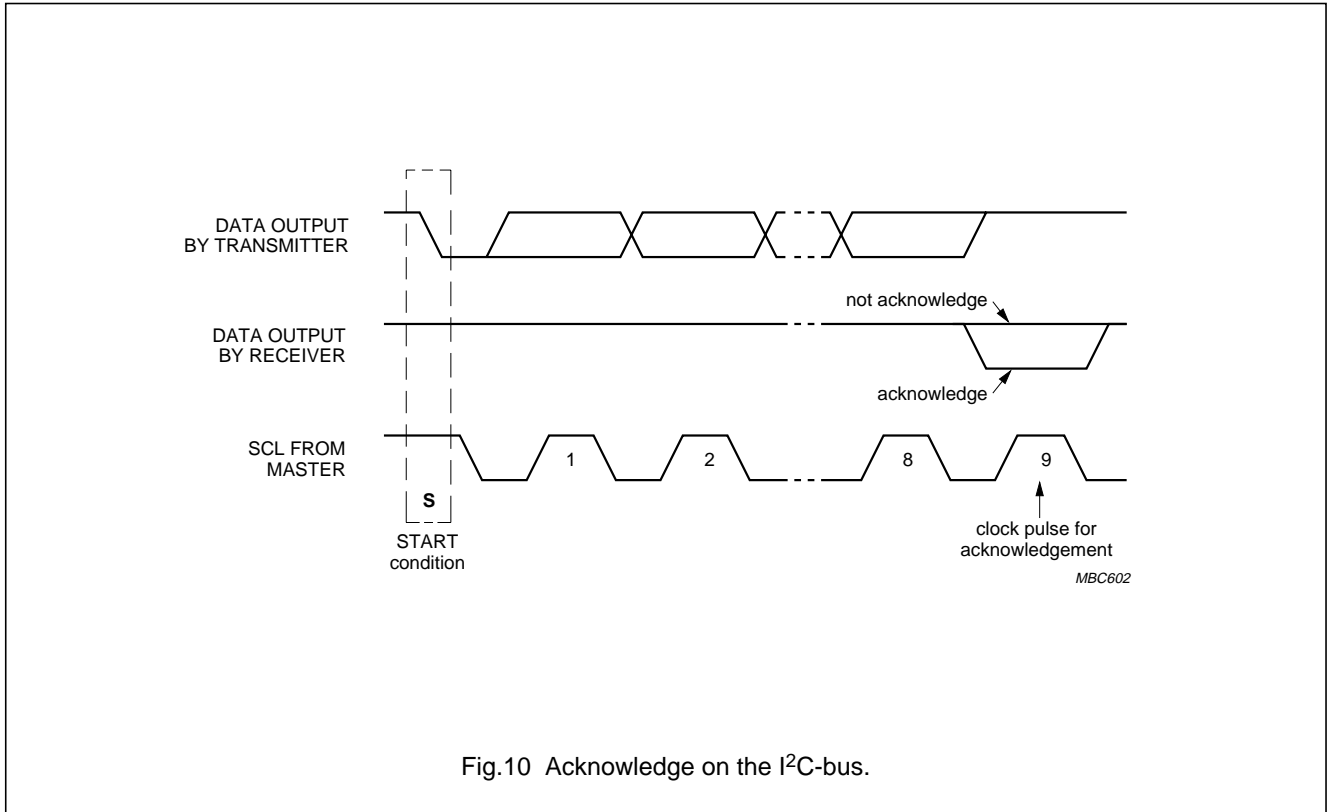 DATA OUTPUT
BY TRANSMITTER
not acknowledge
DATA OUTPUT
BY RECEIVER
acknowledge
SCL FROM
MASTER
1
2
8
9
S
START
condition
clock pulse for
acknowledgement
MBC602
Fig.10 Acknowledge on the I²C-bus.